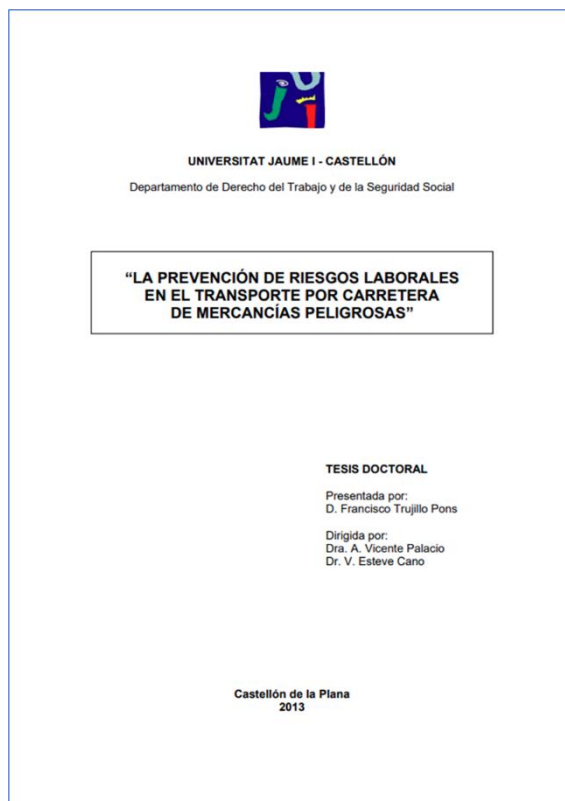 UNIVERSITAT JAUME I - CASTELLÓN
Departamento de Derecho del Trabajo y de la Seguridad Social
“LA PREVENCIÓN DE RIESGOS LABORALES
EN EL TRANSPORTE POR CARRETERA
DE MERCANCÍAS PELIGROSAS”
TESIS DOCTORAL
Presentada por:
D. Francisco Trujillo Pons
Dirigida por:
Dra. A. Vicente Palacio
Dr. V. Esteve Cano
Castellón de la Plana
2013